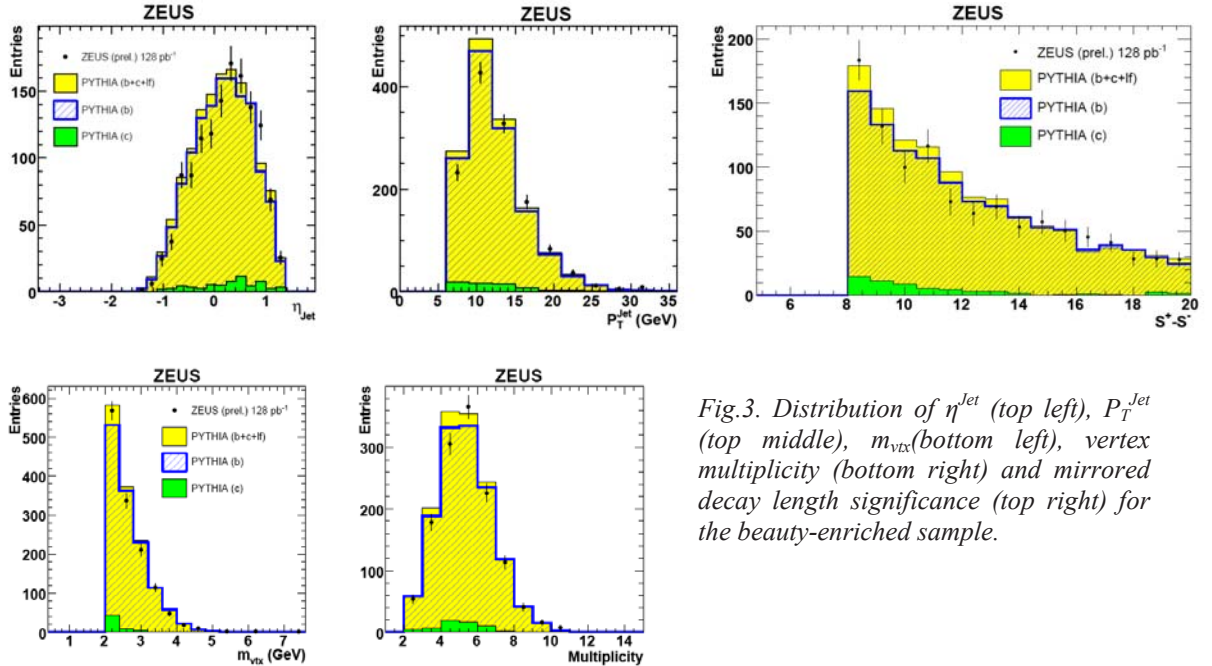 ZEUS
Entries
ZEUS (prel.) 128 pb⁻¹
PYTHIA (b+c+lf)
PYTHIA (b)
PYTHIA (c)
150
100
50
0
-3 -2 -1 0 1
η_Jet
ZEUS
Entries
400
200
0
0 5 10 15 20 25 30 35
P_T^Jet (GeV)
ZEUS
Entries
ZEUS (prel.) 128 pb⁻¹
PYTHIA (b+c+lf)
PYTHIA (b)
PYTHIA (c)
200
150
100
50
0
6 8 10 12 14 16 18 20
S⁺-S⁻
ZEUS
Entries
ZEUS (prel.) 128 pb⁻¹
PYTHIA (b+c+lf)
PYTHIA (b)
PYTHIA (c)
600
500
400
300
200
100
0
1 2 3 4 5 6 7
m_vtx (GeV)
ZEUS
Entries
300
200
100
0
2 4 6 8 10 12 14
Multiplicity
Fig.3. Distribution of η^Jet (top left), P_T^Jet
(top middle), m_vtx(bottom left), vertex
multiplicity (bottom right) and mirrored
decay length significance (top right) for
the beauty-enriched sample.